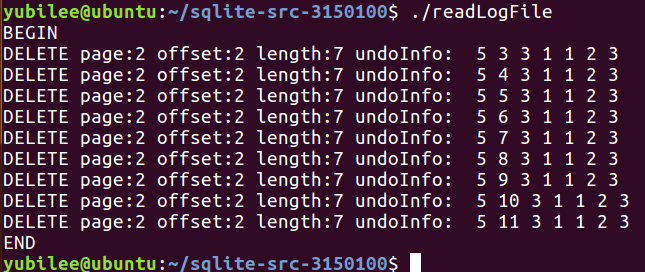 yubilee@ubuntu:~/sqlite-src-3150100$ ./readLogFile
BEGIN
DELETE page:2 offset:2 length:7 undoInfo:  5 3 3 1 1 2 3
DELETE page:2 offset:2 length:7 undoInfo:  5 4 3 1 1 2 3
DELETE page:2 offset:2 length:7 undoInfo:  5 5 3 1 1 2 3
DELETE page:2 offset:2 length:7 undoInfo:  5 6 3 1 1 2 3
DELETE page:2 offset:2 length:7 undoInfo:  5 7 3 1 1 2 3
DELETE page:2 offset:2 length:7 undoInfo:  5 8 3 1 1 2 3
DELETE page:2 offset:2 length:7 undoInfo:  5 9 3 1 1 2 3
DELETE page:2 offset:2 length:7 undoInfo:  5 10 3 1 1 2 3
DELETE page:2 offset:2 length:7 undoInfo:  5 11 3 1 1 2 3
END
yubilee@ubuntu:~/sqlite-src-3150100$